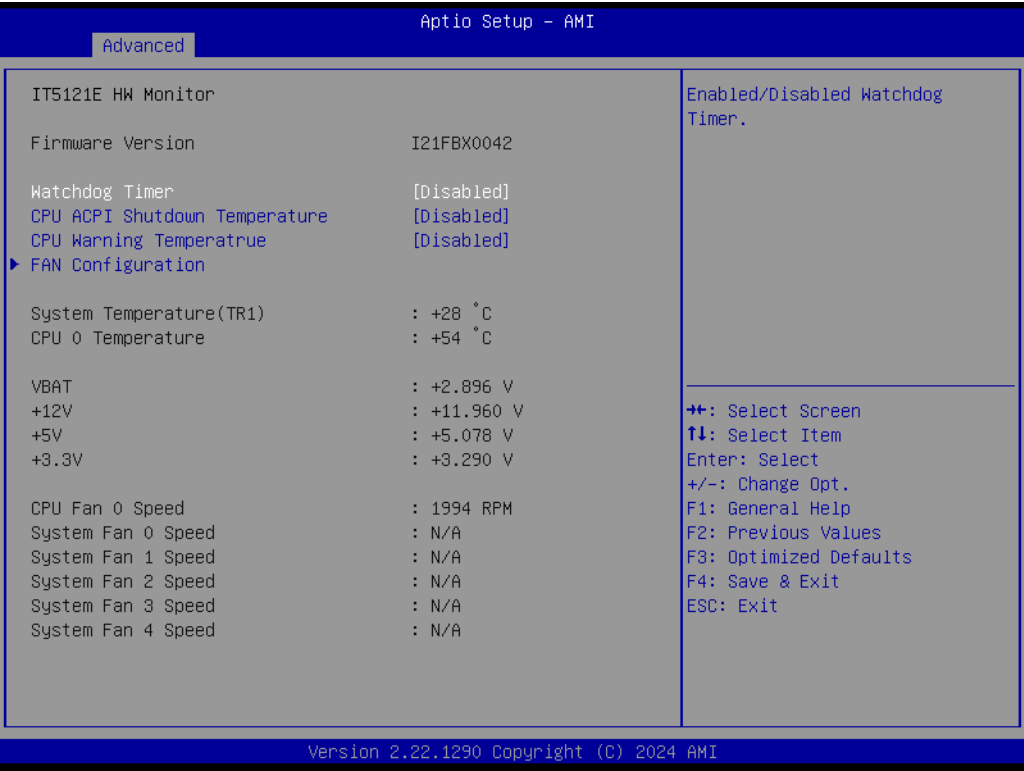 Aptio Setup – AMI
Advanced
IT5121E HW Monitor
Firmware Version I21FBX0042
Watchdog Timer [Disabled]
CPU ACPI Shutdown Temperature [Disabled]
CPU Warning Temperatrue [Disabled]
FAN Configuration
System Temperature(TR1) : +28 °C
CPU 0 Temperature : +54 °C
VBAT : +2.896 V
+12V : +11.960 V
+5V : +5.078 V
+3.3V : +3.290 V
CPU Fan 0 Speed : 1994 RPM
System Fan 0 Speed : N/A
System Fan 1 Speed : N/A
System Fan 2 Speed : N/A
System Fan 3 Speed : N/A
System Fan 4 Speed : N/A
Enabled/Disabled Watchdog
Timer.
→←: Select Screen
↑↓: Select Item
Enter: Select
+/-: Change Opt.
F1: General Help
F2: Previous Values
F3: Optimized Defaults
F4: Save & Exit
ESC: Exit
Version 2.22.1290 Copyright (C) 2024 AMI